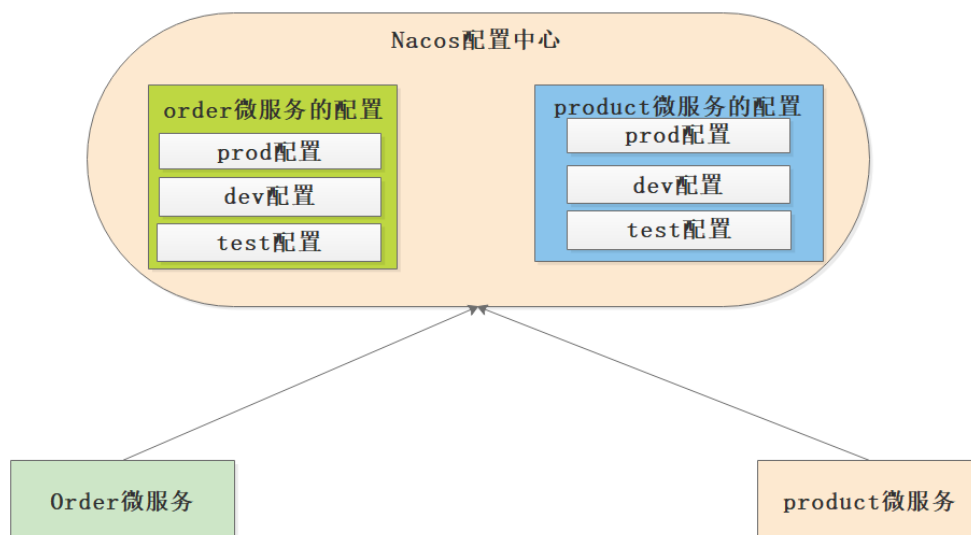 Nacos配置中心
order微服务的配置
prod配置
dev配置
test配置
product微服务的配置
prod配置
dev配置
test配置
Order微服务
product微服务